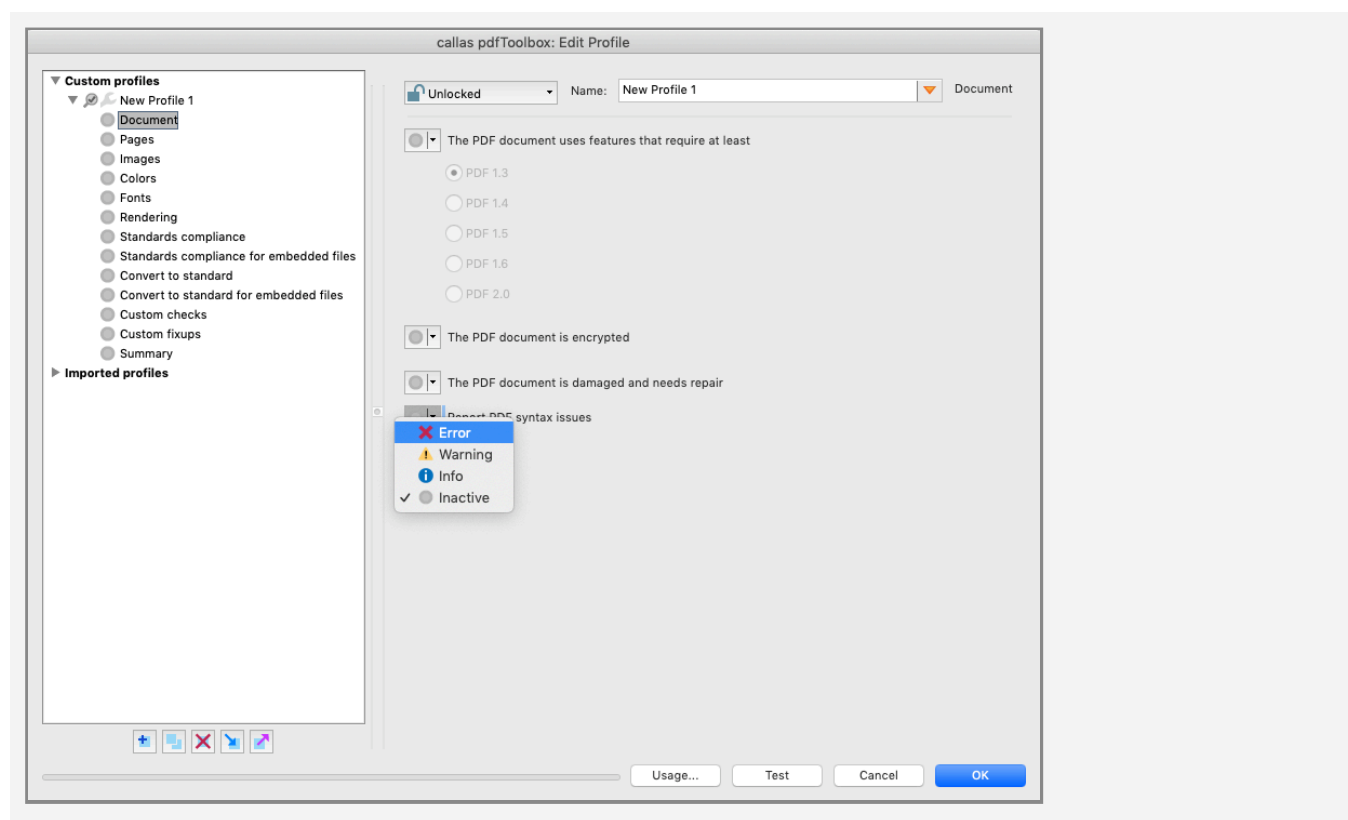 callas pdfToolbox: Edit Profile
Custom profiles
New Profile 1
Document
Pages
Images
Colors
Fonts
Rendering
Standards compliance
Standards compliance for embedded files
Convert to standard
Convert to standard for embedded files
Custom checks
Custom fixups
Summary
Imported profiles
Unlocked Name: New Profile 1 Document
The PDF document uses features that require at least
PDF 1.3
PDF 1.4
PDF 1.5
PDF 1.6
PDF 2.0
The PDF document is encrypted
The PDF document is damaged and needs repair
Report PDF syntax issues
Error
Warning
Info
Inactive
Usage... Test Cancel OK